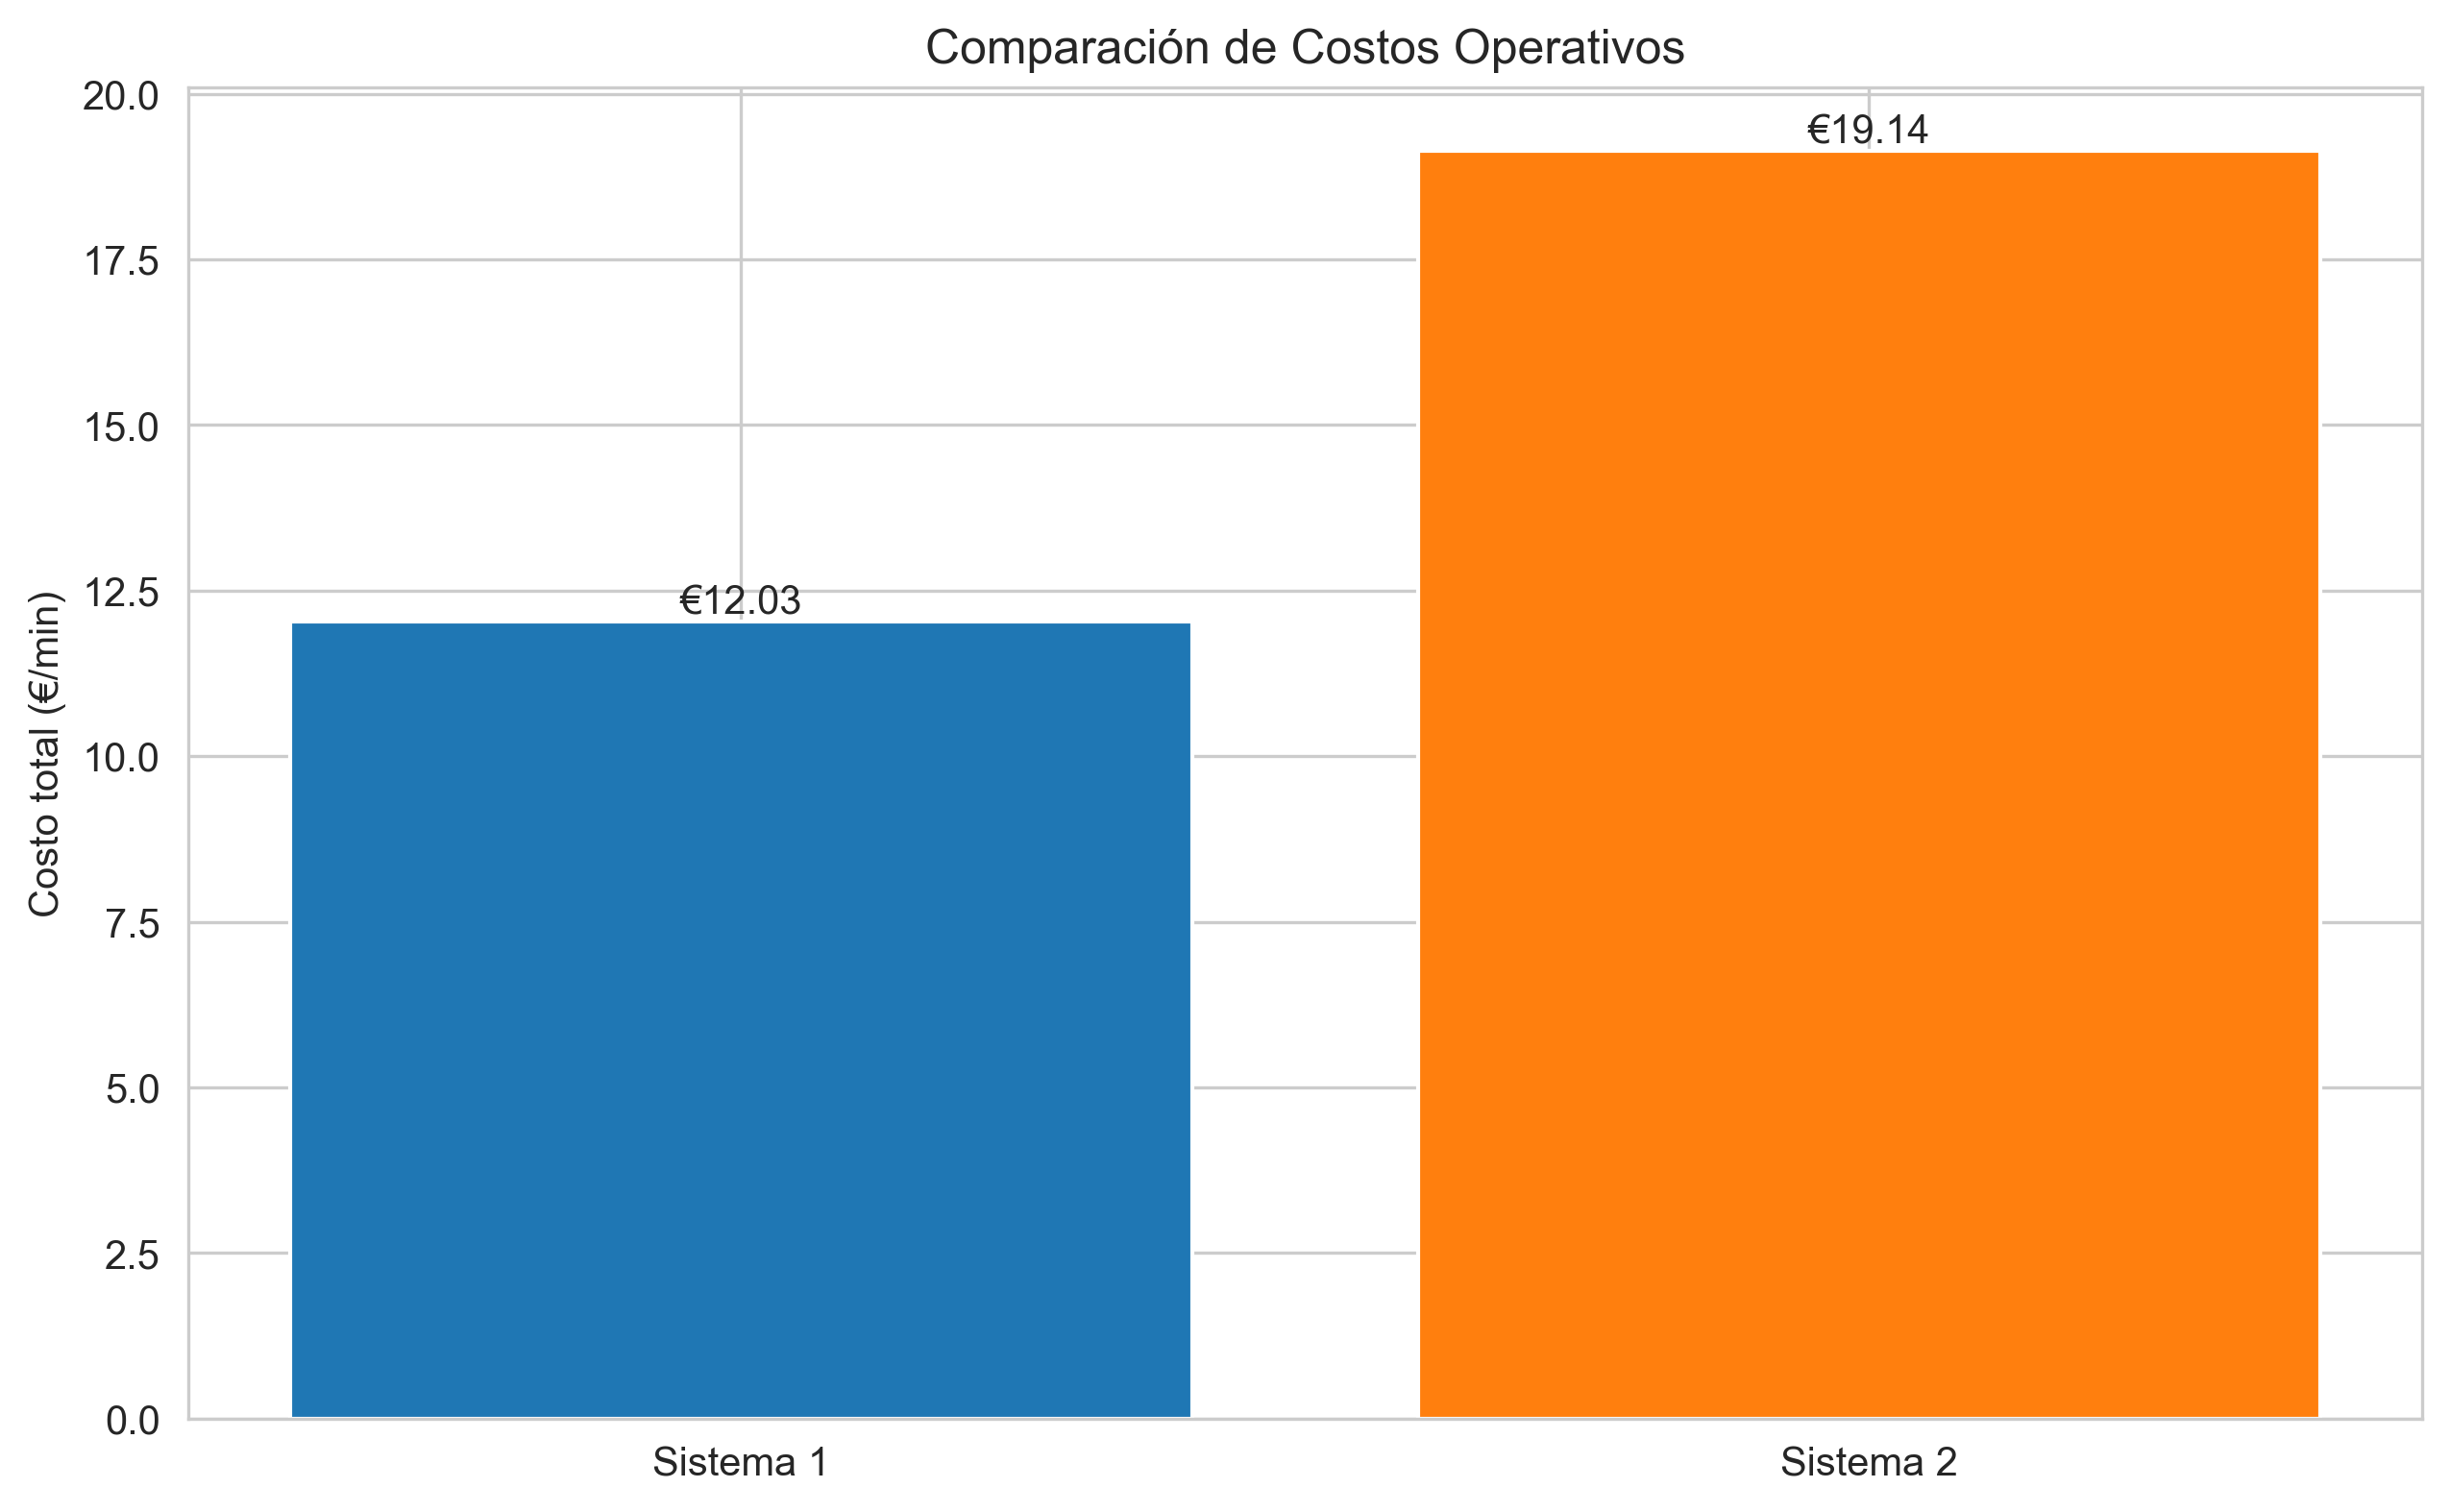 Comparación de Costos Operativos
Costo total (€/min)
20.0
17.5
15.0
12.5
10.0
7.5
5.0
2.5
0.0
€12.03
€19.14
Sistema 1
Sistema 2